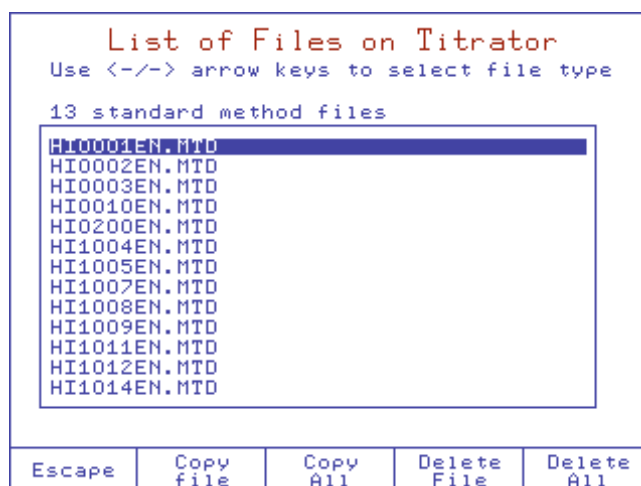 List of Files on Titrator
Use <-/-> arrow keys to select file type
13 standard method files
HI0001EN.MTD
HI0002EN.MTD
HI0003EN.MTD
HI0010EN.MTD
HI0200EN.MTD
HI1004EN.MTD
HI1005EN.MTD
HI1007EN.MTD
HI1008EN.MTD
HI1009EN.MTD
HI1011EN.MTD
HI1012EN.MTD
HI1014EN.MTD
Escape
Copy
file
Copy
All
Delete
File
Delete
All